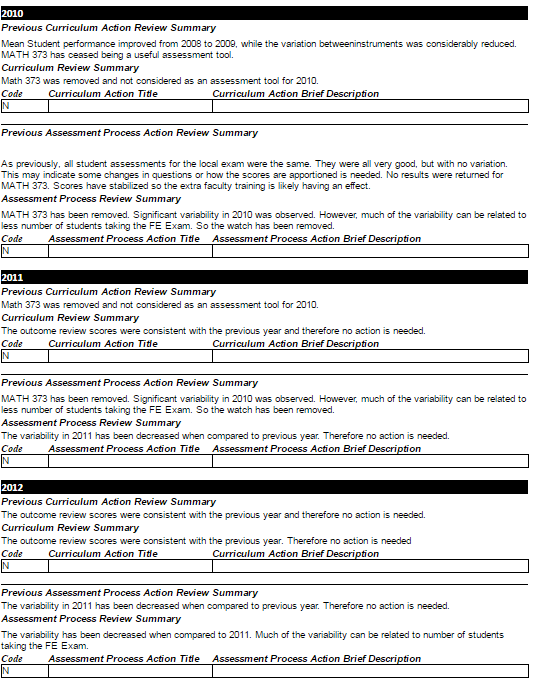 2010
Previous Curriculum Action Review Summary
Mean Student performance improved from 2008 to 2009, while the variation betweeninstruments was considerably reduced.
MATH 373 has ceased being a useful assessment tool.
Curriculum Review Summary
Math 373 was removed and not considered as an assessment tool for 2010.
Code Curriculum Action Title Curriculum Action Brief Description
N
Previous Assessment Process Action Review Summary
As previously, all student assessments for the local exam were the same. They were all very good, but with no variation.
This may indicate some changes in questions or how the scores are apportioned is needed. No results were returned for
MATH 373. Scores have stabilized so the extra faculty training is likely having an effect.
Assessment Process Review Summary
MATH 373 has been removed. Significant variability in 2010 was observed. However, much of the variability can be related to
less number of students taking the FE Exam. So the watch has been removed.
Code Assessment Process Action Title Assessment Process Action Brief Description
N
2011
Previous Curriculum Action Review Summary
Math 373 was removed and not considered as an assessment tool for 2010.
Curriculum Review Summary
The outcome review scores were consistent with the previous year and therefore no action is needed.
Code Curriculum Action Title Curriculum Action Brief Description
N
Previous Assessment Process Action Review Summary
MATH 373 has been removed. Significant variability in 2010 was observed. However, much of the variability can be related to
less number of students taking the FE Exam. So the watch has been removed.
Assessment Process Review Summary
The variability in 2011 has been decreased when compared to previous year. Therefore no action is needed.
Code Assessment Process Action Title Assessment Process Action Brief Description
N
2012
Previous Curriculum Action Review Summary
The outcome review scores were consistent with the previous year and therefore no action is needed.
Curriculum Review Summary
The outcome review scores were consistent with the previous year. Therefore no action is needed
Code Curriculum Action Title Curriculum Action Brief Description
N
Previous Assessment Process Action Review Summary
The variability in 2011 has been decreased when compared to previous year. Therefore no action is needed.
Assessment Process Review Summary
The variability has been decreased when compared to 2011. Much of the variability can be related to number of students
taking the FE Exam.
Code Assessment Process Action Title Assessment Process Action Brief Description
N